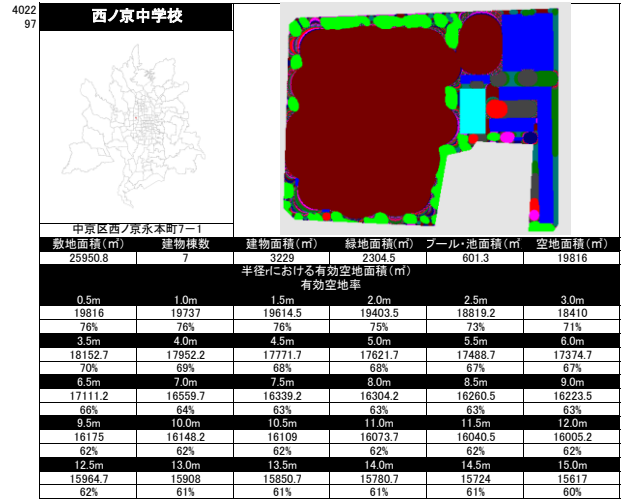 4022
97
西ノ京中学校
中京区西ノ京永本町7－1
敷地面積(㎡) 建物棟数 建物面積(㎡) 緑地面積(㎡) プール・池面積(㎡ 空地面積(㎡)
25950.8 7 3229 2304.5 601.3 19816
半径rにおける有効空地面積(㎡)
有効空地率
0.5m 1.0m 1.5m 2.0m 2.5m 3.0m
19816 19737 19614.5 19403.5 18819.2 18410
76% 76% 76% 75% 73% 71%
3.5m 4.0m 4.5m 5.0m 5.5m 6.0m
18152.7 17952.2 17771.7 17621.7 17488.7 17374.7
70% 69% 68% 68% 67% 67%
6.5m 7.0m 7.5m 8.0m 8.5m 9.0m
17111.2 16559.7 16339.2 16304.2 16260.5 16223.5
66% 64% 63% 63% 63% 63%
9.5m 10.0m 10.5m 11.0m 11.5m 12.0m
16175 16148.2 16109 16073.7 16040.5 16005.2
62% 62% 62% 62% 62% 62%
12.5m 13.0m 13.5m 14.0m 14.5m 15.0m
15964.7 15908 15850.7 15780.7 15724 15617
62% 61% 61% 61% 61% 60%